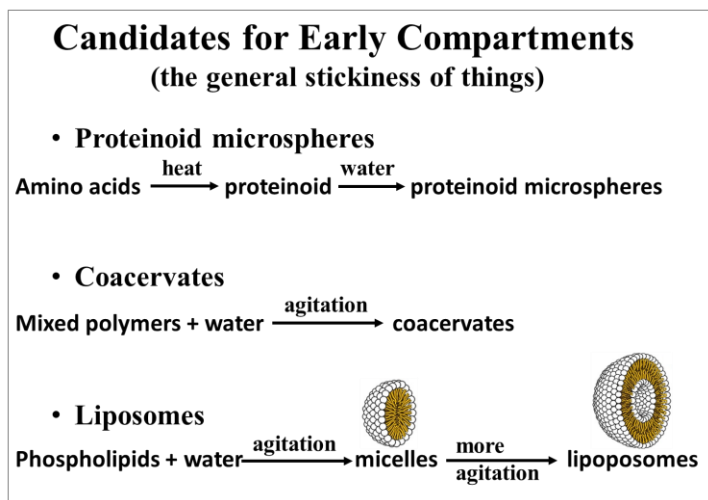 Candidates for Early Compartments
(the general stickiness of things)
• Proteinoid microspheres
heat water
Amino acids proteinoid proteinoid microspheres
• Coacervates
agitation
Mixed polymers + water coacervates
• Liposomes
agitation more
Phospholipids + water micelles lipoposomes
agitation